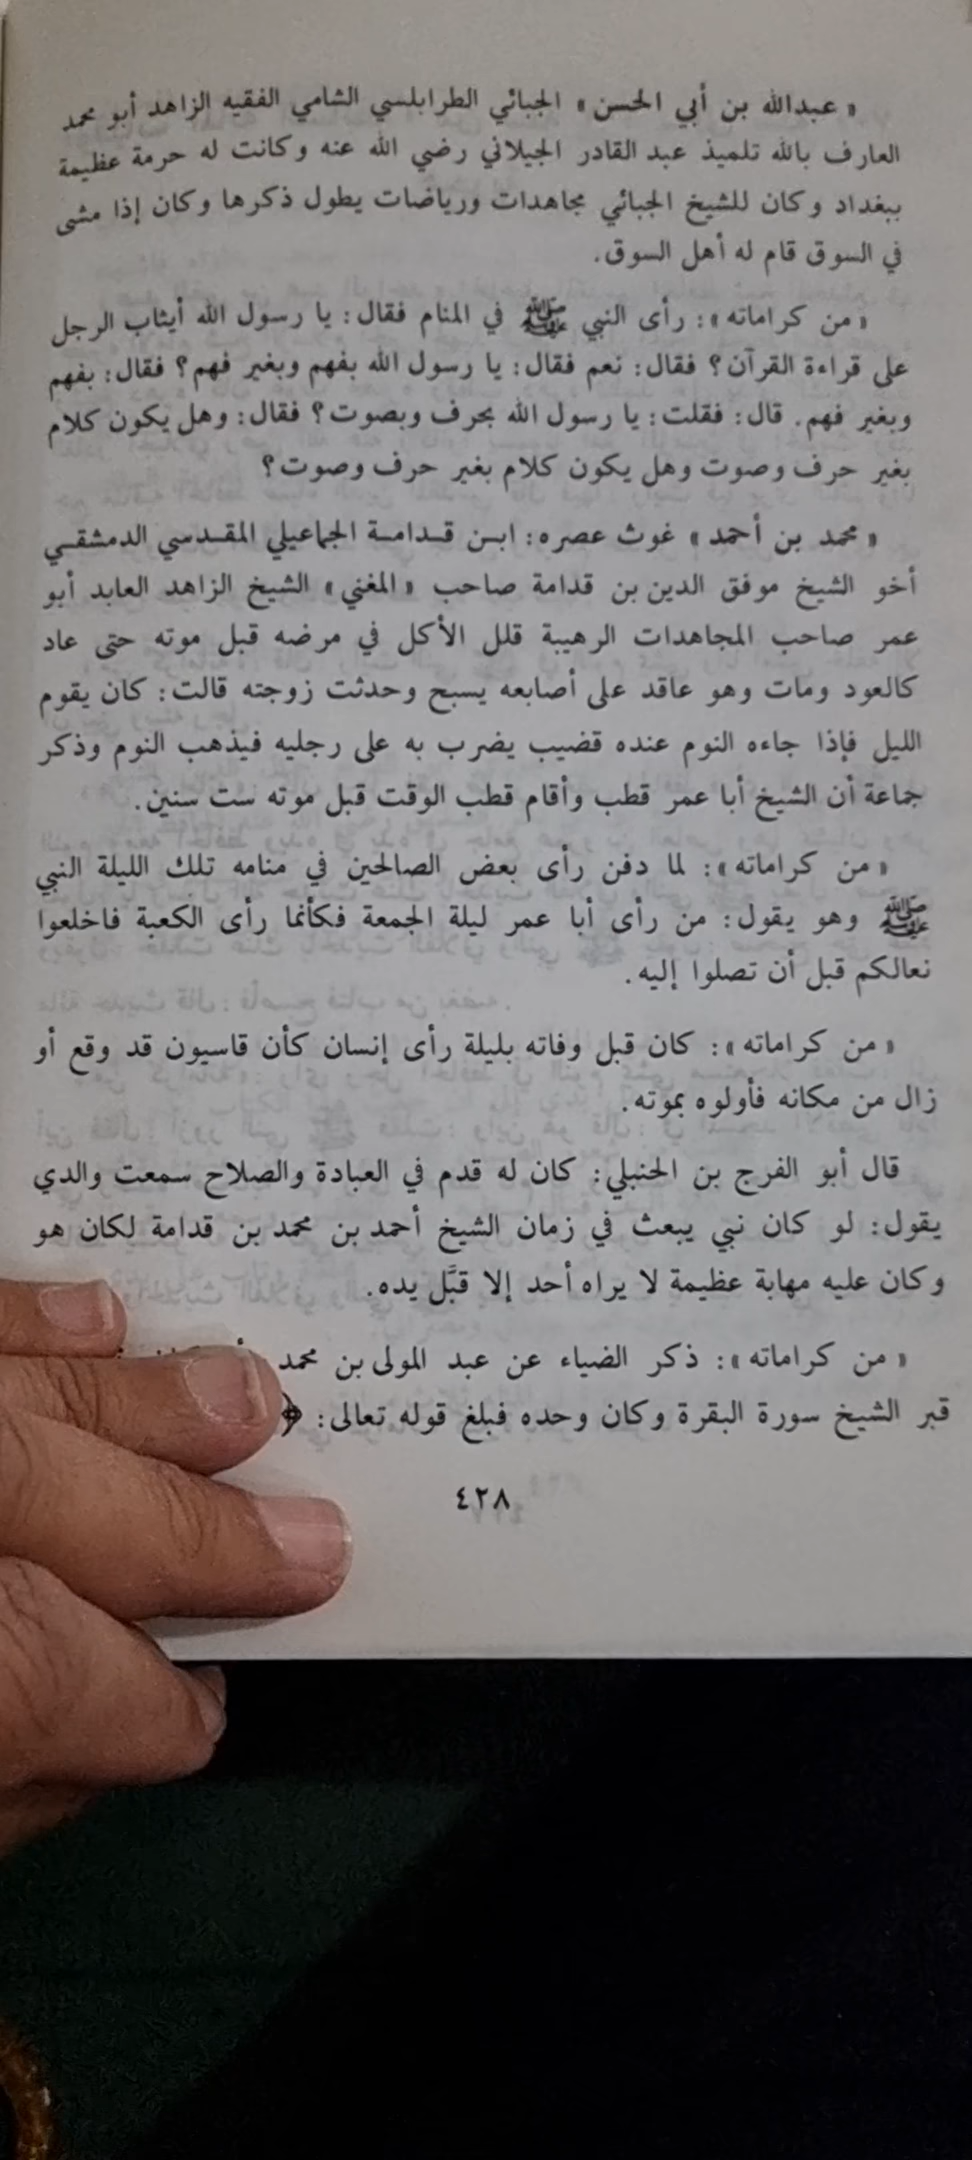 « عبدالله بن أبي الحسن » الجبائي الطرابلسي الشامي الفقيه الزاهد أبو محمد
العارف بالله تلميذ عبد القادر الجيلاني رضي الله عنه وكانت له حرمة عظيمة
ببغداد وكان للشيخ الجبائي مجاهدات ورياضات يطول ذكرها وكان إذا مشى
في السوق قام له أهل السوق.
« من كراماته »: رأى النبي ﷺ في المنام فقال: يا رسول الله أيثاب الرجل
على قراءة القرآن؟ فقال: نعم فقال: يا رسول الله بفهم وبغير فهم؟ فقال: بفهم
وبغير فهم. قال: فقلت: يا رسول الله بحرف وبصوت؟ فقال: وهل يكون كلام
بغير حرف وصوت وهل يكون كلام بغير حرف وصوت؟
« محمد بن أحمد » غوث عصره: ابن قدامة الجماعيلي المقدسي الدمشقي
أخو الشيخ موفق الدين بن قدامة صاحب « المغني » الشيخ الزاهد العابد أبو
عمر صاحب المجاهدات الرهيبة قلل الأكل في مرضه قبل موته حتى عاد
كالعود ومات وهو عاقد على أصابعه يسبح وحدثت زوجته قالت: كان يقوم
الليل فإذا جاءه النوم عنده قضيب يضرب به على رجليه فيذهب النوم وذكر
جماعة أن الشيخ أبا عمر قطب وأقام قطب الوقت قبل موته ست سنين.
« من كراماته »: لما دفن رأى بعض الصالحين في منامه تلك الليلة النبي
ﷺ وهو يقول: من رأى أبا عمر ليلة الجمعة فكأنما رأى الكعبة فاخلعوا
نعالكم قبل أن تصلوا إليه.
« من كراماته »: كان قبل وفاته بليلة رأى إنسان كأن قاسيون قد وقع أو
زال من مكانه فأولوه بموته.
قال أبو الفرج بن الحنبلي: كان له قدم في العبادة والصلاح سمعت والدي
يقول: لو كان نبي يبعث في زمان الشيخ أحمد بن محمد بن قدامة لكان هو
وكان عليه مهابة عظيمة لا يراه أحد إلا قبَّل يده.
« من كراماته »: ذكر الضياء عن عبد المولى بن محمد
قبر الشيخ سورة البقرة وكان وحده فبلغ قوله تعالى: ﴿
٤٢٨